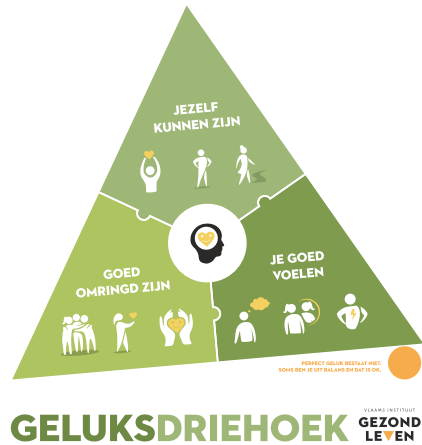 JEZELF
KUNNEN ZIJN
GOED
OMRINGD ZIJN
JE GOED
VOELEN
PERFECT GELUK BESTAAT NIET.
SOMS BEN JE UIT BALANS EN DAT IS OK.
GELUKSDRIEHOEK
VLAAMS INSTITUUT
GEZOND
LEVEN